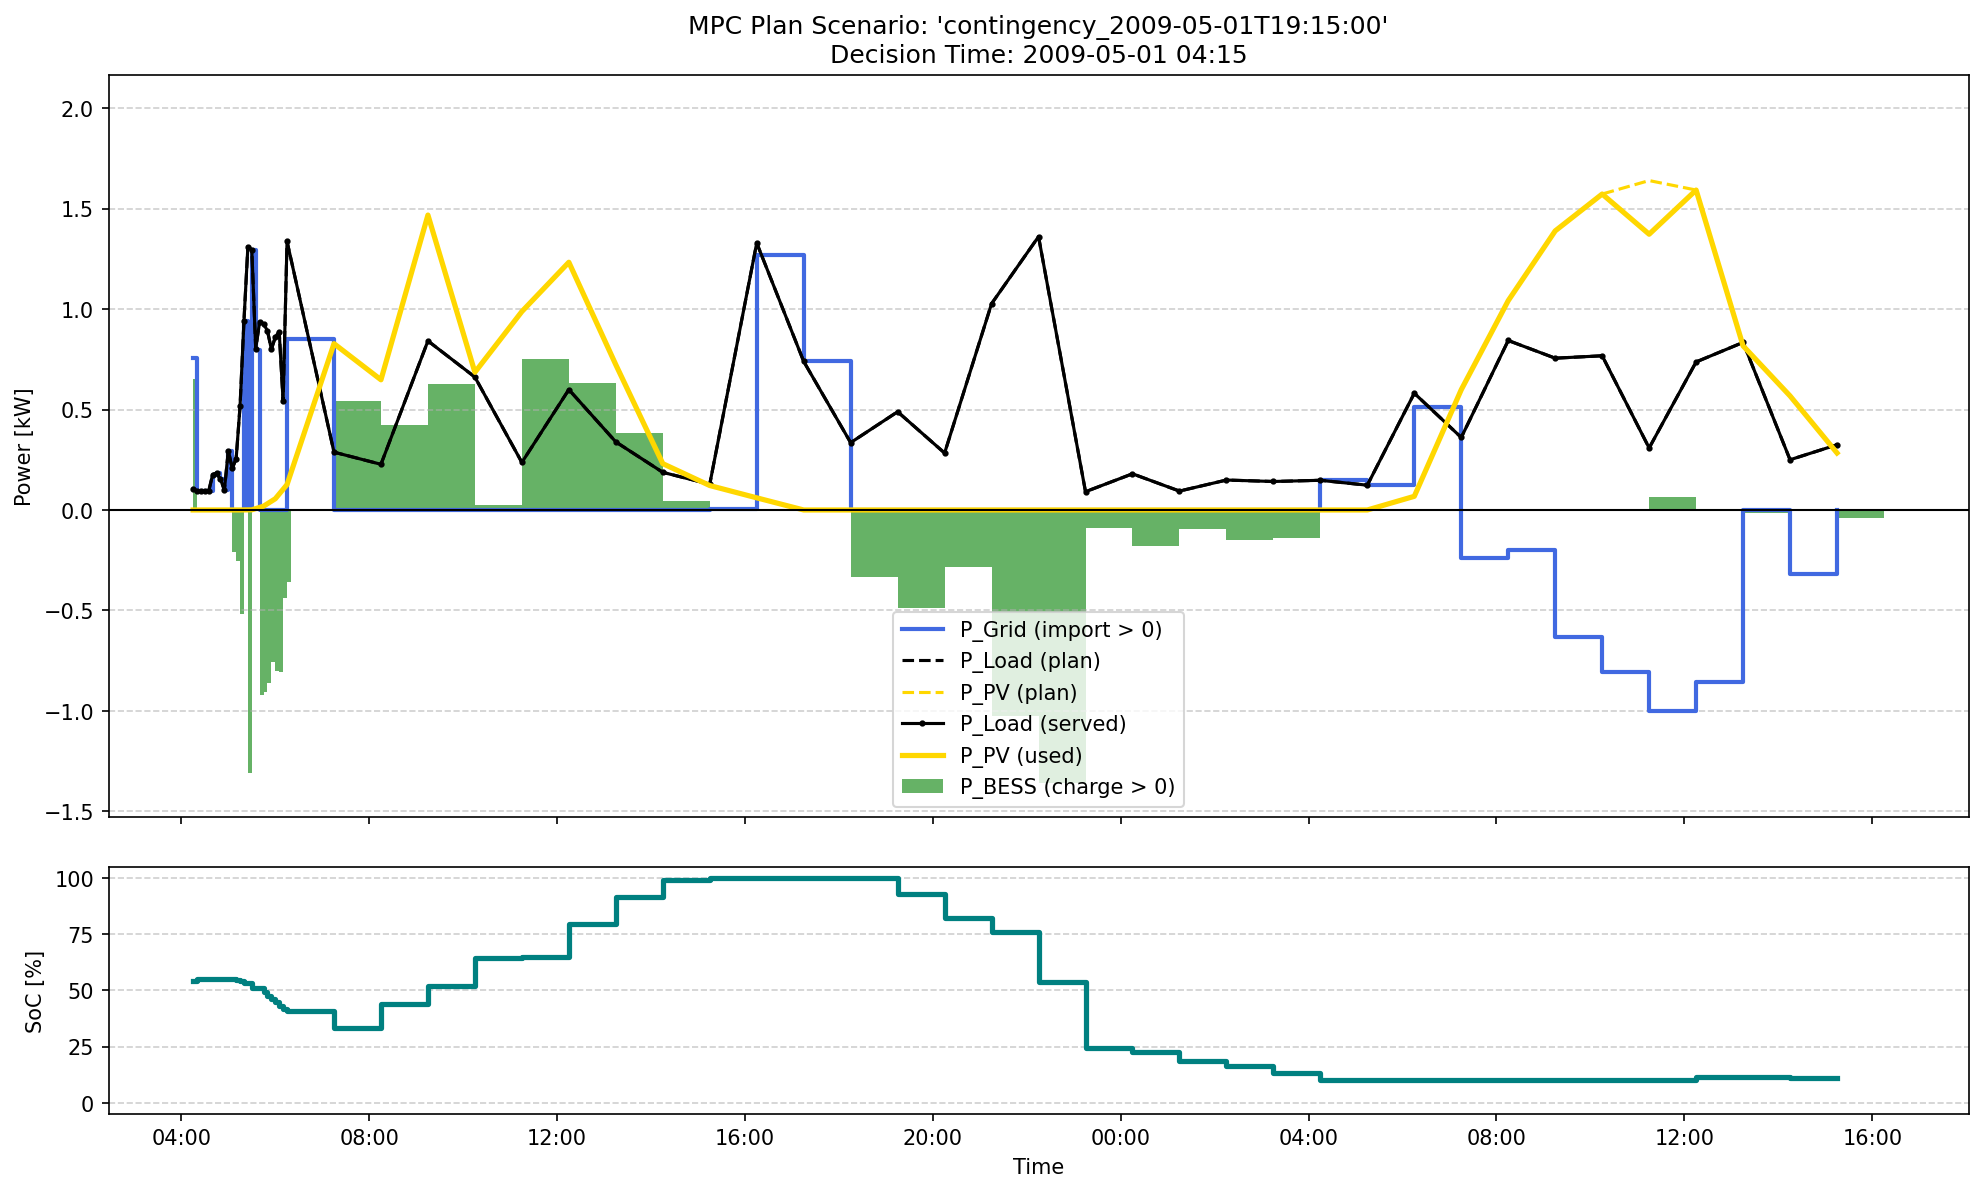 MPC Plan Scenario: 'contingency_2009-05-01T19:15:00'
Decision Time: 2009-05-01 04:15
Power [kW]
2.0
1.5
1.0
0.5
0.0
−0.5
−1.0
−1.5
P_Grid (import > 0)
P_Load (plan)
P_PV (plan)
P_Load (served)
P_PV (used)
P_BESS (charge > 0)
SoC [%]
100
75
50
25
0
04:00 08:00 12:00 16:00 20:00 00:00 04:00 08:00 12:00 16:00
Time